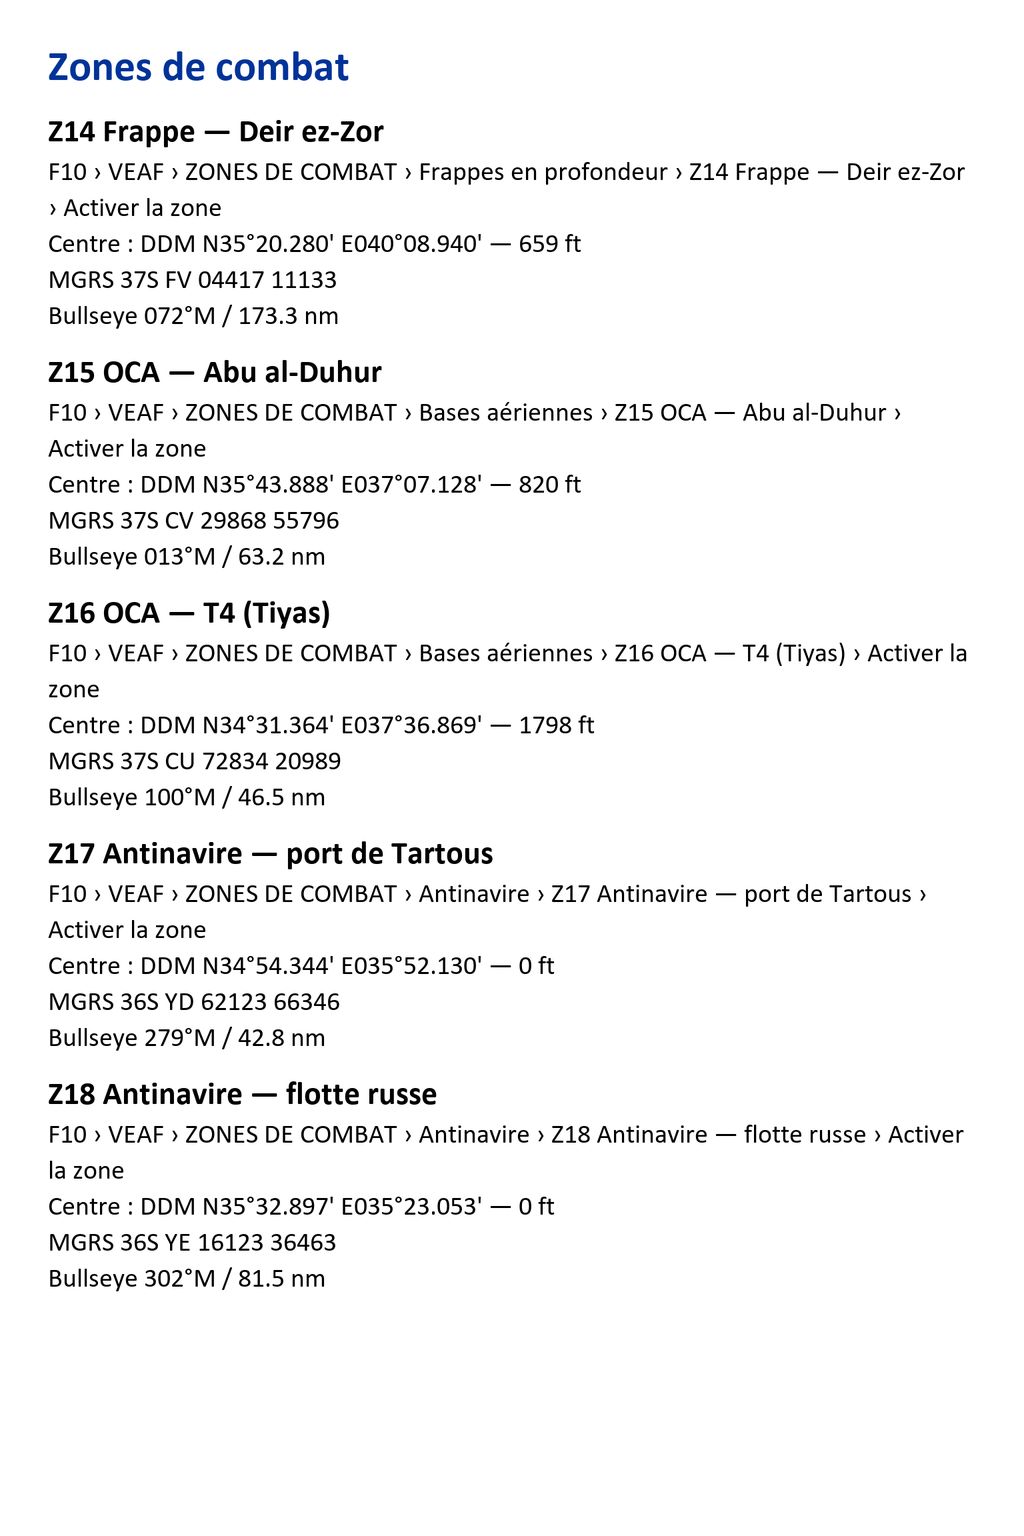 Zones de combat
Z14 Frappe — Deir ez-Zor
F10 › VEAF › ZONES DE COMBAT › Frappes en profondeur › Z14 Frappe — Deir ez-Zor
› Activer la zone
Centre : DDM N35°20.280' E040°08.940' — 659 ft
MGRS 37S FV 04417 11133
Bullseye 072°M / 173.3 nm
Z15 OCA — Abu al-Duhur
F10 › VEAF › ZONES DE COMBAT › Bases aériennes › Z15 OCA — Abu al-Duhur ›
Activer la zone
Centre : DDM N35°43.888' E037°07.128' — 820 ft
MGRS 37S CV 29868 55796
Bullseye 013°M / 63.2 nm
Z16 OCA — T4 (Tiyas)
F10 › VEAF › ZONES DE COMBAT › Bases aériennes › Z16 OCA — T4 (Tiyas) › Activer la
zone
Centre : DDM N34°31.364' E037°36.869' — 1798 ft
MGRS 37S CU 72834 20989
Bullseye 100°M / 46.5 nm
Z17 Antinavire — port de Tartous
F10 › VEAF › ZONES DE COMBAT › Antinavire › Z17 Antinavire — port de Tartous ›
Activer la zone
Centre : DDM N34°54.344' E035°52.130' — 0 ft
MGRS 36S YD 62123 66346
Bullseye 279°M / 42.8 nm
Z18 Antinavire — flotte russe
F10 › VEAF › ZONES DE COMBAT › Antinavire › Z18 Antinavire — flotte russe › Activer
la zone
Centre : DDM N35°32.897' E035°23.053' — 0 ft
MGRS 36S YE 16123 36463
Bullseye 302°M / 81.5 nm